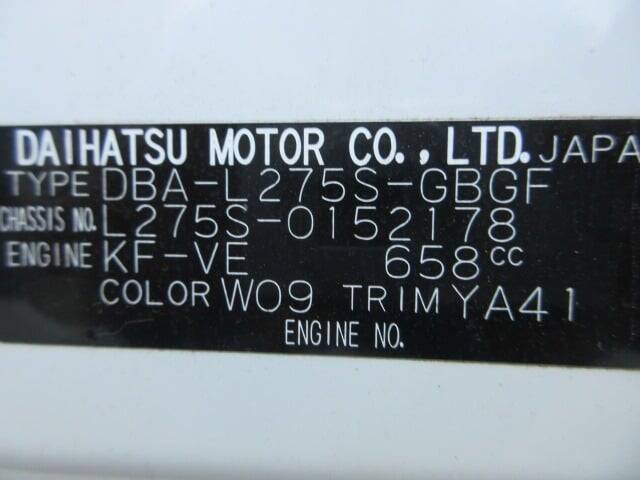 DAIHATSU MOTOR CO., LTD. JAPA
TYPE DBA-L275S-GBGF
CHASSIS NO. L275S-0152178
ENGINE KF-VE 658cc
COLOR W09 TRIM YA41
ENGINE NO.